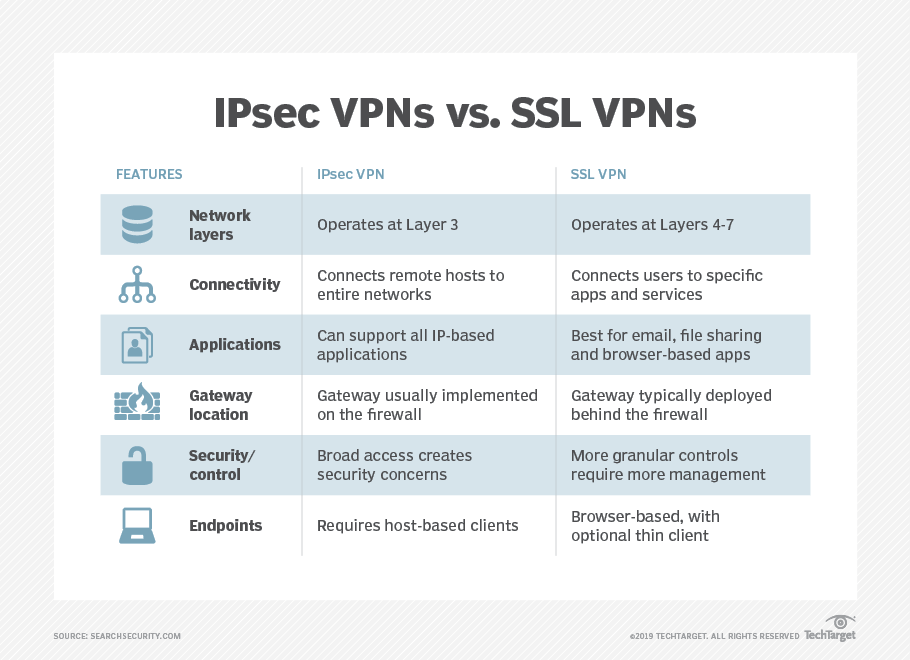 IPsec VPNs vs. SSL VPNs
FEATURES
IPsec VPN
SSL VPN
Network
layers
Operates at Layer 3
Operates at Layers 4-7
Connectivity
Connects remote hosts to
entire networks
Connects users to specific
apps and services
Applications
Can support all IP-based
applications
Best for email, file sharing
and browser-based apps
Gateway
location
Gateway usually implemented
on the firewall
Gateway typically deployed
behind the firewall
Security/
control
Broad access creates
security concerns
More granular controls
require more management
Endpoints
Requires host-based clients
Browser-based, with
optional thin client
SOURCE: SEARCHSECURITY.COM
©2019 TECHTARGET. ALL RIGHTS RESERVED
TechTarget